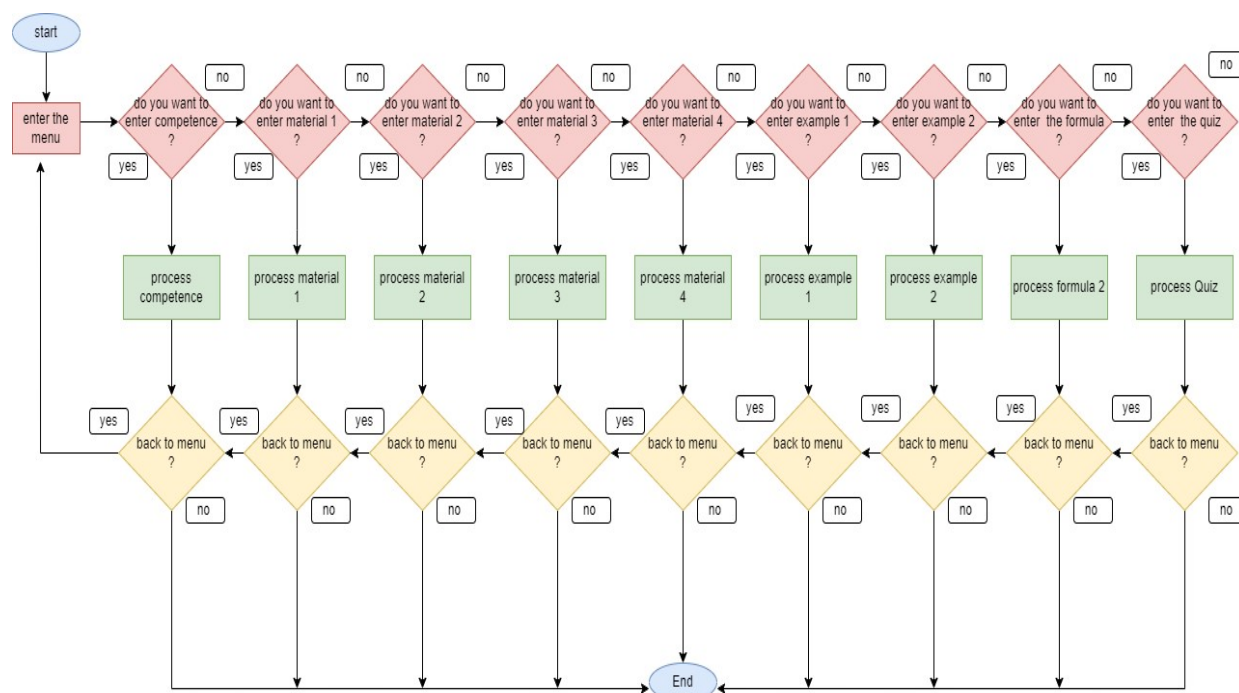 start
no
no
no
no
no
no
no
no
no
enter the
menu
do you want to
enter competence
?
do you want to
enter material 1
?
do you want to
enter material 2
?
do you want to
enter material 3
?
do you want to
enter material 4
?
do you want to
enter example 1
?
do you want to
enter example 2
?
do you want to
enter the formula
?
do you want to
enter the quiz
?
yes
yes
yes
yes
yes
yes
yes
yes
yes
process
competence
process material
1
process material
2
process material
3
process material
4
process example
1
process example
2
process formula 2
process Quiz
yes
yes
yes
yes
yes
yes
yes
yes
yes
back to menu
?
back to menu
?
back to menu
?
back to menu
?
back to menu
?
back to menu
?
back to menu
?
back to menu
?
back to menu
?
no
no
no
no
no
no
no
no
no
End